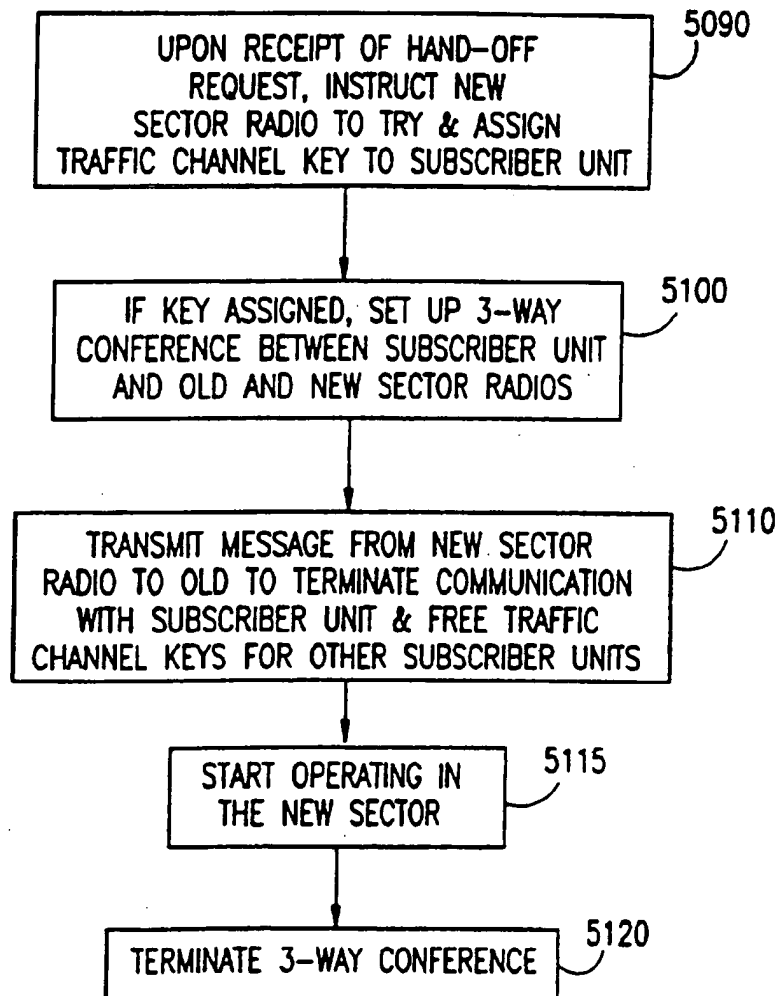 5090
UPON RECEIPT OF HAND-OFF
REQUEST, INSTRUCT NEW
SECTOR RADIO TO TRY & ASSIGN
TRAFFIC CHANNEL KEY TO SUBSCRIBER UNIT
5100
IF KEY ASSIGNED, SET UP 3-WAY
CONFERENCE BETWEEN SUBSCRIBER UNIT
AND OLD AND NEW SECTOR RADIOS
5110
TRANSMIT MESSAGE FROM NEW SECTOR
RADIO TO OLD TO TERMINATE COMMUNICATION
WITH SUBSCRIBER UNIT & FREE TRAFFIC
CHANNEL KEYS FOR OTHER SUBSCRIBER UNITS
5115
START OPERATING IN
THE NEW SECTOR
5120
TERMINATE 3-WAY CONFERENCE